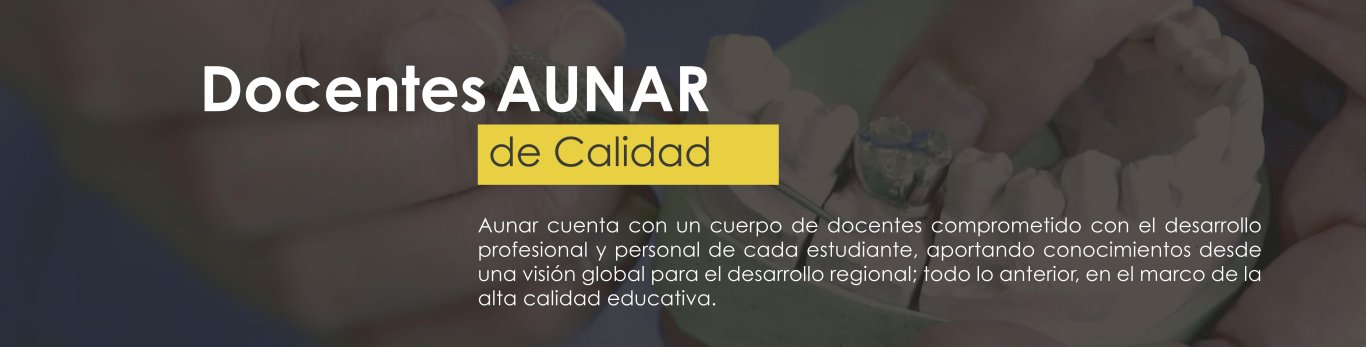 Docentes AUNAR
de Calidad
Aunar cuenta con un cuerpo de docentes comprometido con el desarrollo
profesional y personal de cada estudiante, aportando conocimientos desde
una visión global para el desarrollo regional; todo lo anterior, en el marco de la
alta calidad educativa.